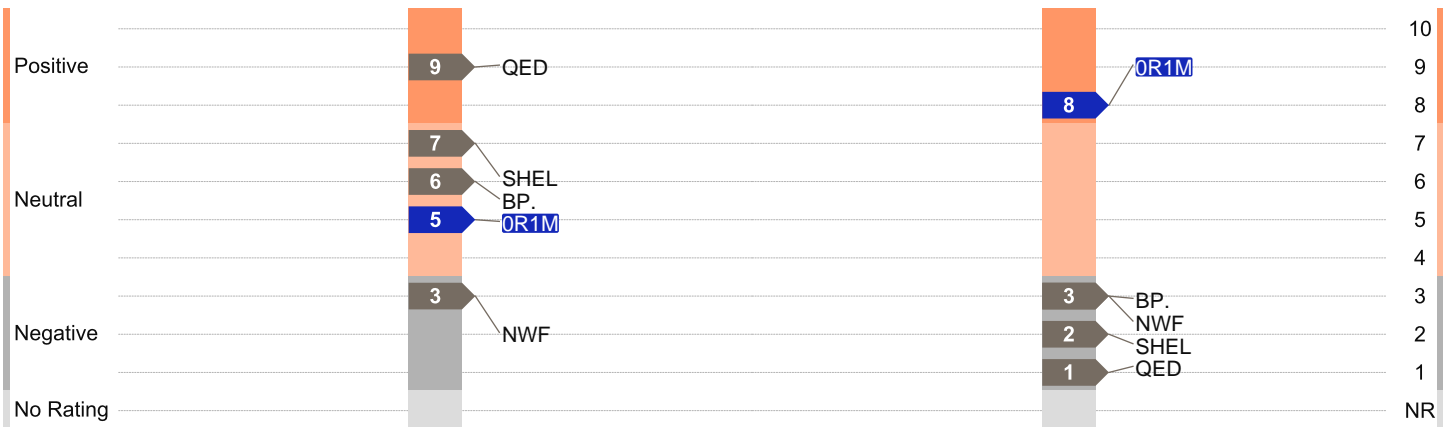 10
Positive
9
QED
0R1M
9
8
8
7
7
6
SHEL
6
BP.
Neutral
5
0R1M
5
4
3
3
BP.
3
NWF
NWF
Negative
2
2
SHEL
1
QED
1
No Rating
NR